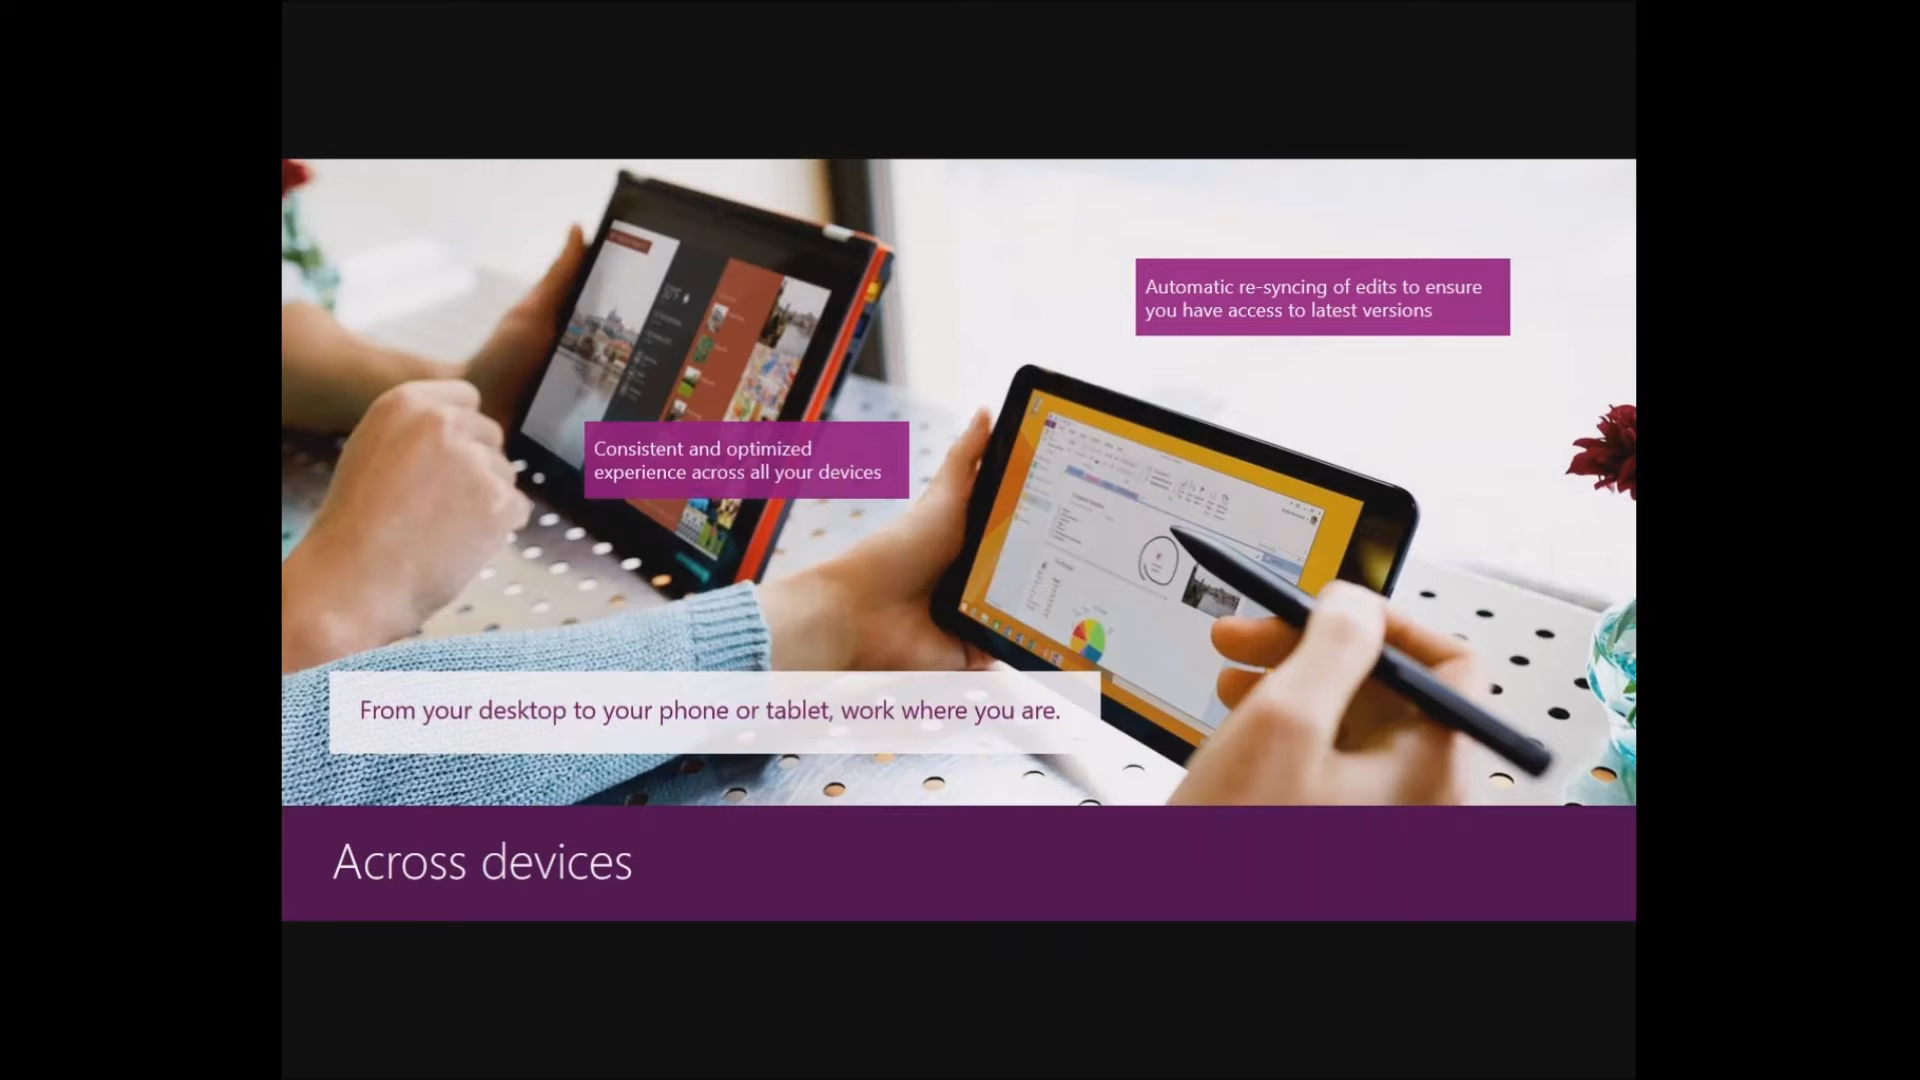 Automatic re-syncing of edits to ensure
you have access to latest versions
Consistent and optimized
experience across all your devices
From your desktop to your phone or tablet, work where you are.
Across devices